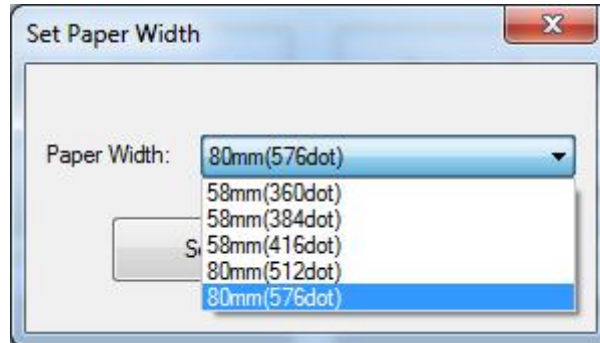 Set Paper Width
Paper Width: 80mm(576dot)
58mm(360dot)
58mm(384dot)
58mm(416dot)
80mm(512dot)
80mm(576dot)